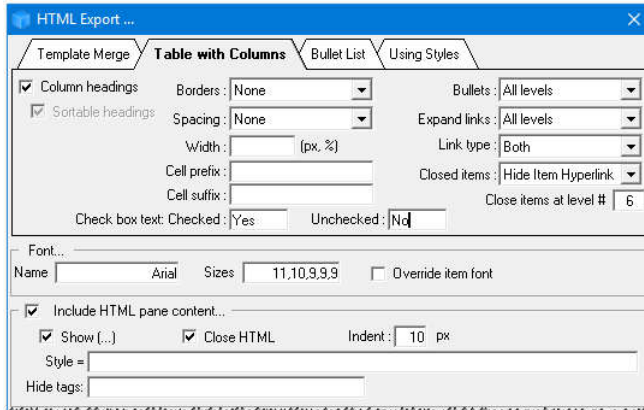 HTML Export ...
Template Merge Table with Columns Bullet List Using Styles
Column headings Borders : None Bullets : All levels
Sortable headings Spacing : None Expand links : All levels
Width : (px, %) Link type : Both
Cell prefix : Closed items : Hide Item Hyperlink
Cell suffix : Close items at level # 6
Check box text: Checked : Yes Unchecked : No
Font...
Name Arial Sizes 11,10,9,9,9 Override item font
Include HTML pane content...
Show (...) Close HTML Indent : 10 px
Style =
Hide tags: